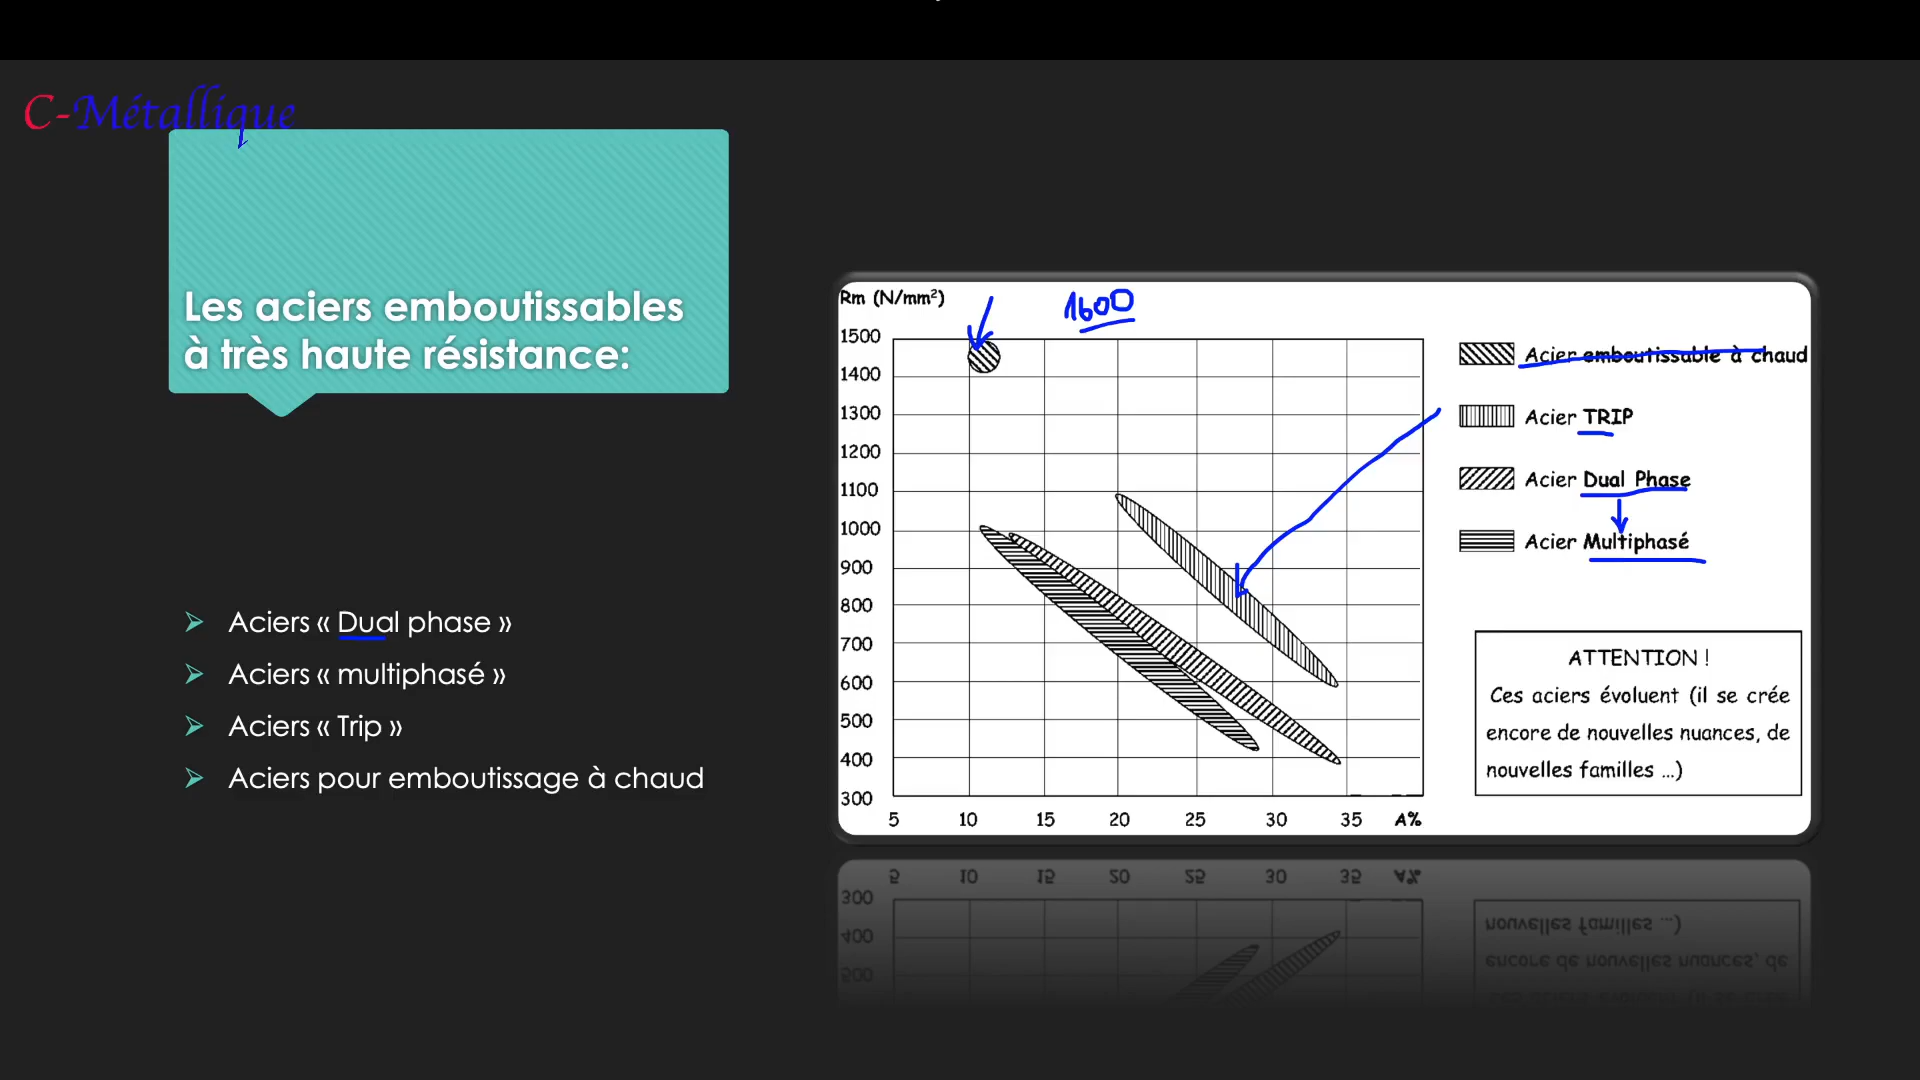 C-Métallique
Les aciers emboutissables
à très haute résistance:
Aciers « Dual phase »
Aciers « multiphasé »
Aciers « Trip »
Aciers pour emboutissage à chaud
Rm (N/mm²)
1600
1500
1400
1300
1200
1100
1000
900
800
700
600
500
400
300
5 10 15 20 25 30 35 A%
Acier emboutissable à chaud
Acier TRIP
Acier Dual Phase
Acier Multiphasé
ATTENTION !
Ces aciers évoluent (il se crée
encore de nouvelles nuances, de
nouvelles familles ...)